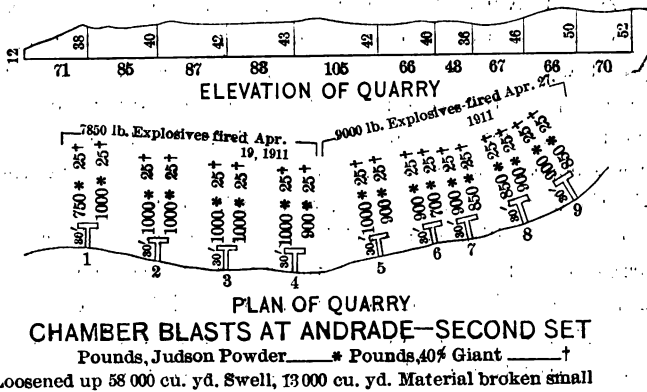 12 38 40 42 43 42 40 36 46 50 52
71 85 87 88 105 66 48 67 66 70
ELEVATION OF QUARRY
7850 lb. Explosives fired Apr. 19, 1911
9000 lb. Explosives fired Apr. 27. 1911
30' 750 * 25 †
1000 * 25 †
30' 1000 * 25 †
1000 * 25 †
30' 1000 * 25 †
1000 * 25 †
30' 1000 * 25 †
900 * 25 †
30' 1000 * 25 †
900 * 25 †
30' 900 * 25 †
700 * 25 †
30' 900 * 25 †
850 * 25 †
30' 850 * 25 †
900 * 25 †
30' 900 * 25 †
850 * 25 †
1 2 3 4 5 6 7 8 9
PLAN OF QUARRY
CHAMBER BLASTS AT ANDRADE—SECOND SET
Pounds, Judson Powder * Pounds, 40% Giant †
Loosened up 58 000 cu. yd. Swell, 13 000 cu. yd. Material broken small